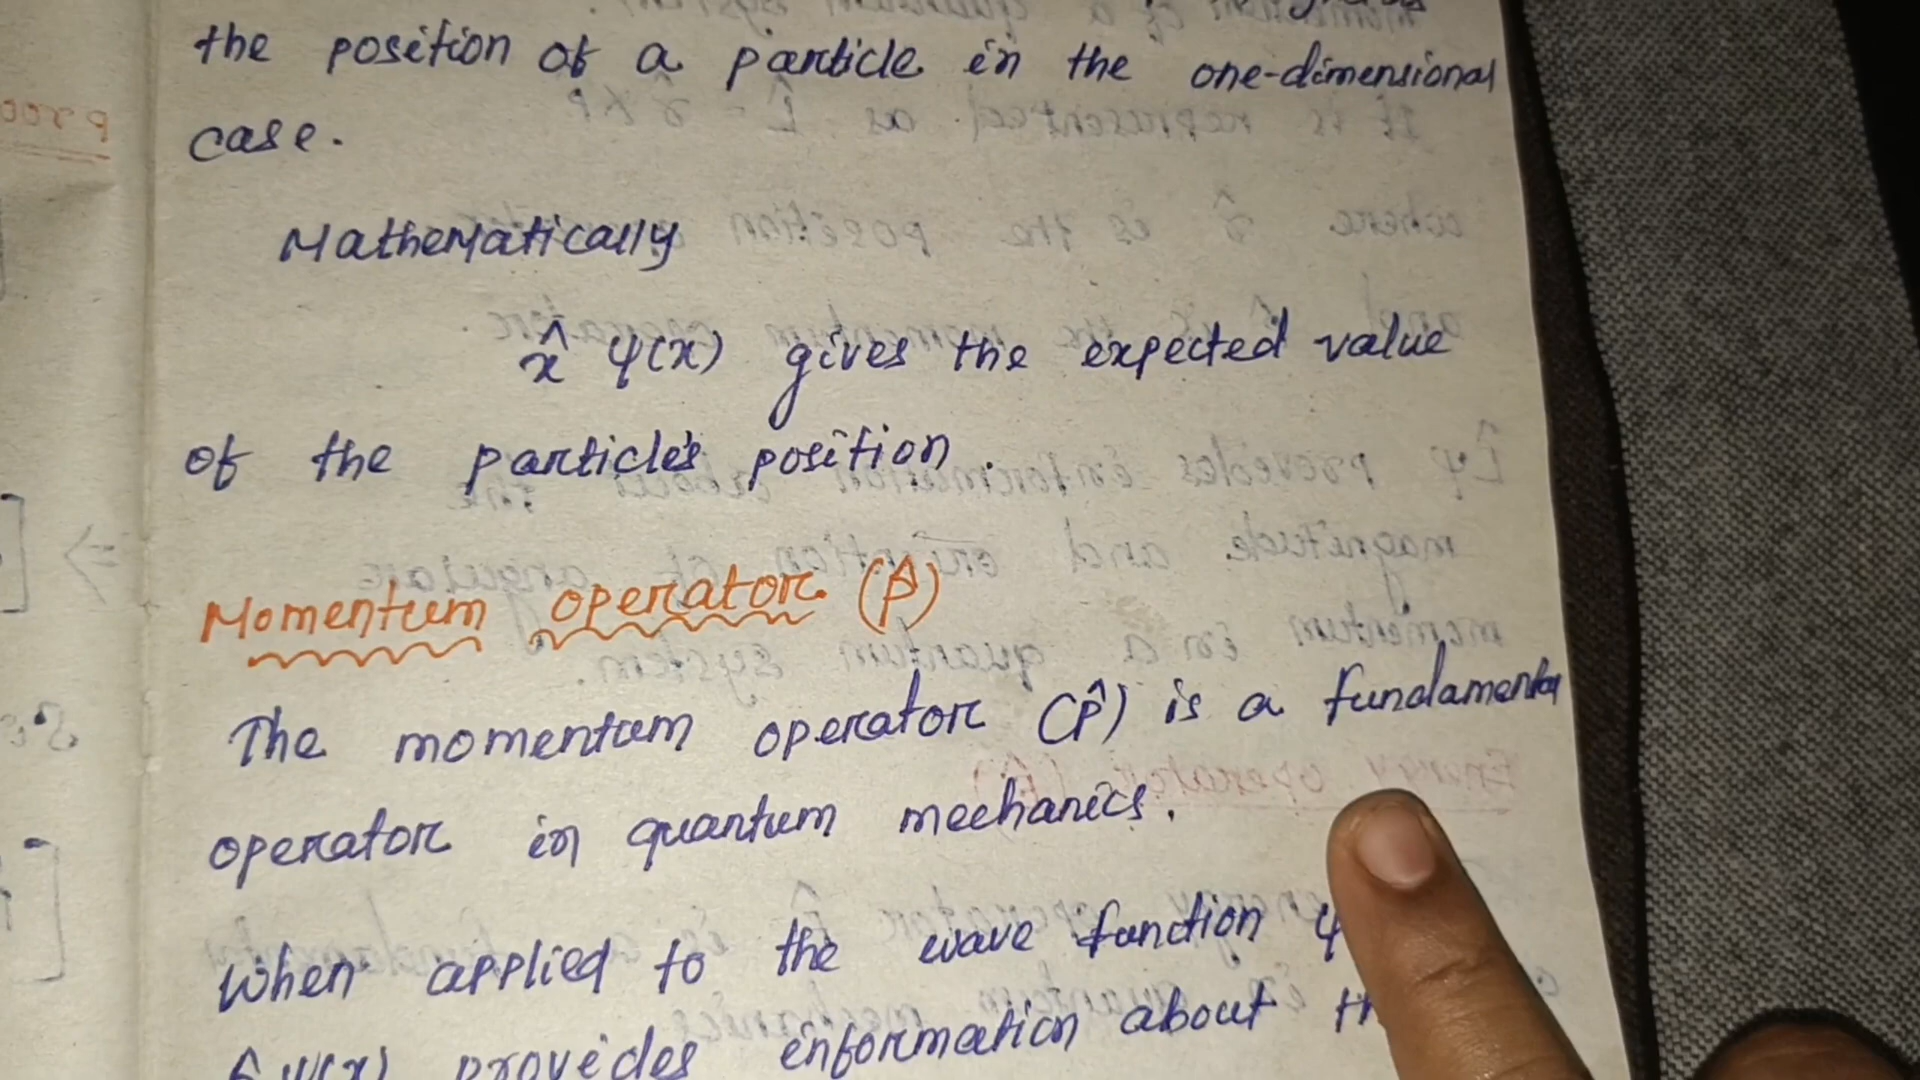 the position of a particle in the one-dimensional
case.
Mathematically
x̂ ψ(x) gives the expected value
of the particle's position.
Momentum operator (p̂)
The momentum operator (p̂) is a fundamental
operator in quantum mechanics.
When applied to the wave function ψ
p̂ ψ(x) provides information about